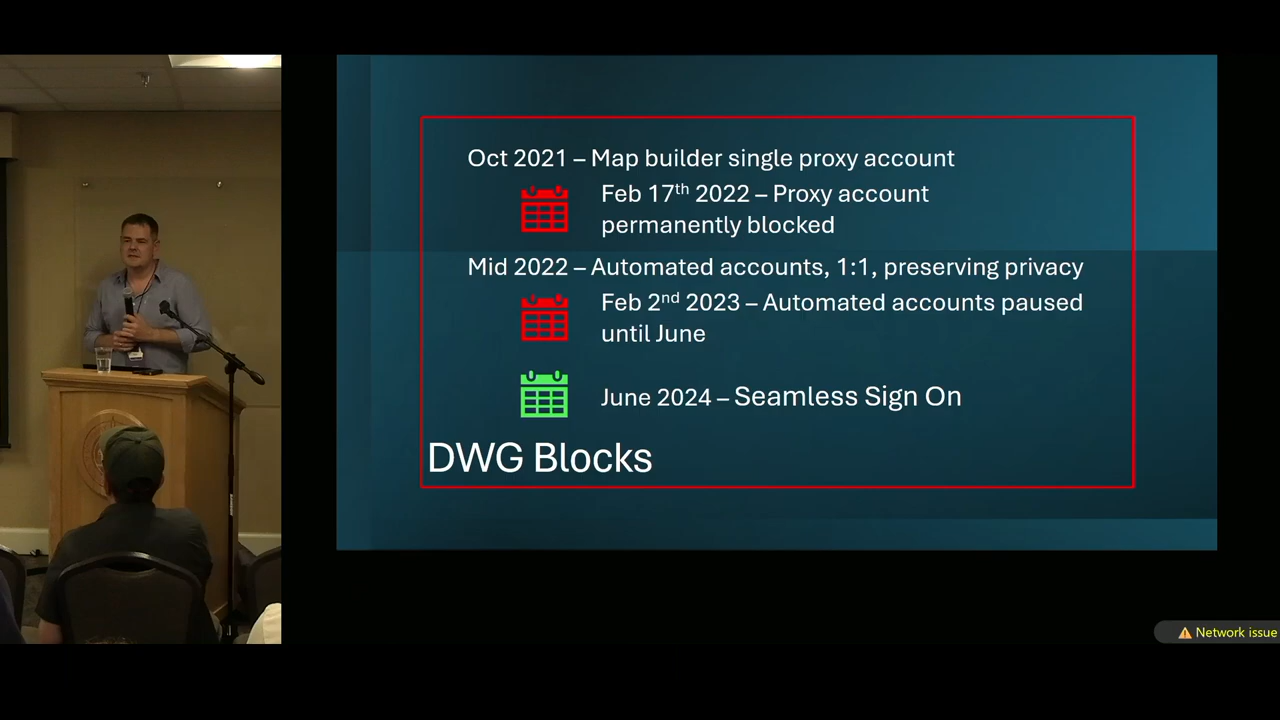 Oct 2021 – Map builder single proxy account
Feb 17th 2022 – Proxy account
permanently blocked
Mid 2022 – Automated accounts, 1:1, preserving privacy
Feb 2nd 2023 – Automated accounts paused
until June
June 2024 – Seamless Sign On
DWG Blocks
Network issue